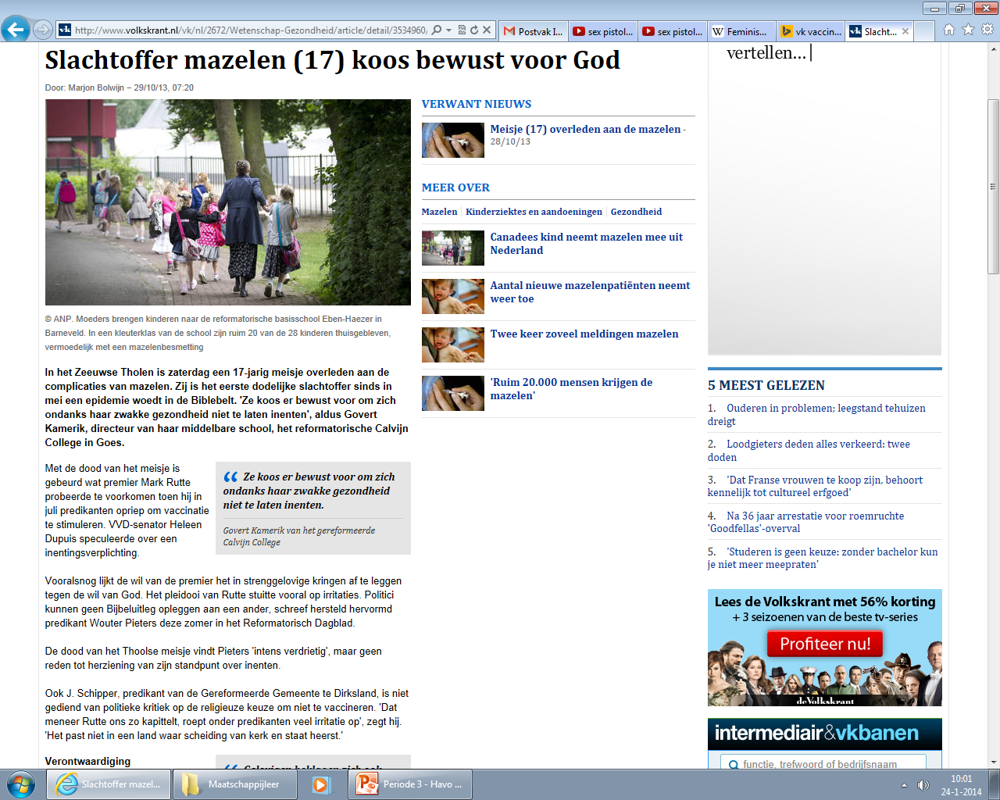 http://www.volkskrant.nl/vk/nl/2672/Wetenschap-Gezondheid/article/detail/3534960/
Postvak I...
sex pistol...
sex pistol...
Feminis...
vk vaccin...
Slacht...
Slachtoffer mazelen (17) koos bewust voor God
Door: Marjon Bolwijn – 29/10/13, 07:20
© ANP. Moeders brengen kinderen naar de reformatorische basisschool Eben-Haezer in
Barneveld. In een kleuterklas van de school zijn ruim 20 van de 28 kinderen thuisgebleven,
vermoedelijk met een mazelenbesmetting
In het Zeeuwse Tholen is zaterdag een 17-jarig meisje overleden aan de
complicaties van mazelen. Zij is het eerste dodelijke slachtoffer sinds in
mei een epidemie woedt in de Biblebelt. 'Ze koos er bewust voor om zich
ondanks haar zwakke gezondheid niet te laten inenten', aldus Govert
Kamerik, directeur van haar middelbare school, het reformatorische Calvijn
College in Goes.
Met de dood van het meisje is
gebeurd wat premier Mark Rutte
probeerde te voorkomen toen hij in
juli predikanten opriep om vaccinatie
te stimuleren. VVD-senator Heleen
Dupuis speculeerde over een
inentingsverplichting.
“ Ze koos er bewust voor om zich
ondanks haar zwakke gezondheid
niet te laten inenten.
Govert Kamerik van het gereformeerde
Calvijn College
Vooralsnog lijkt de wil van de premier het in strenggelovige kringen af te leggen
tegen de wil van God. Het pleidooi van Rutte stuitte vooral op irritaties. Politici
kunnen geen Bijbeluitleg opleggen aan een ander, schreef hersteld hervormd
predikant Wouter Pieters deze zomer in het Reformatorisch Dagblad.
De dood van het Thoolse meisje vindt Pieters 'intens verdrietig', maar geen
reden tot herziening van zijn standpunt over inenten.
Ook J. Schipper, predikant van de Gereformeerde Gemeente te Dirksland, is niet
gediend van politieke kritiek op de religieuze keuze om niet te vaccineren. 'Dat
meneer Rutte ons zo kapittelt, roept onder predikanten veel irritatie op', zegt hij.
'Het past niet in een land waar scheiding van kerk en staat heerst.'
Verontwaardiging
VERWANT NIEUWS
Meisje (17) overleden aan de mazelen -
28/10/13
MEER OVER
Mazelen Kinderziektes en aandoeningen Gezondheid
Canadees kind neemt mazelen mee uit
Nederland
Aantal nieuwe mazelenpatiënten neemt
weer toe
Twee keer zoveel meldingen mazelen
'Ruim 20.000 mensen krijgen de
mazelen'
vertellen...
5 MEEST GELEZEN
1. Ouderen in problemen; leegstand tehuizen
dreigt
2. Loodgieters deden alles verkeerd: twee
doden
3. 'Dat Franse vrouwen te koop zijn, behoort
kennelijk tot cultureel erfgoed'
4. Na 36 jaar arrestatie voor roemruchte
'Goodfellas'-overval
5. 'Studeren is geen keuze: zonder bachelor kun
je niet meer meepraten'
Lees de Volkskrant met 56% korting
+ 3 seizoenen van de beste tv-series
Profiteer nu!
de Volkskrant
intermediair&vkbanen
functie, trefwoord of bedrijfsnaam
Slachtoffer mazel...
Maatschappijleer
Periode 3 - Havo ...
10:01
24-1-2014